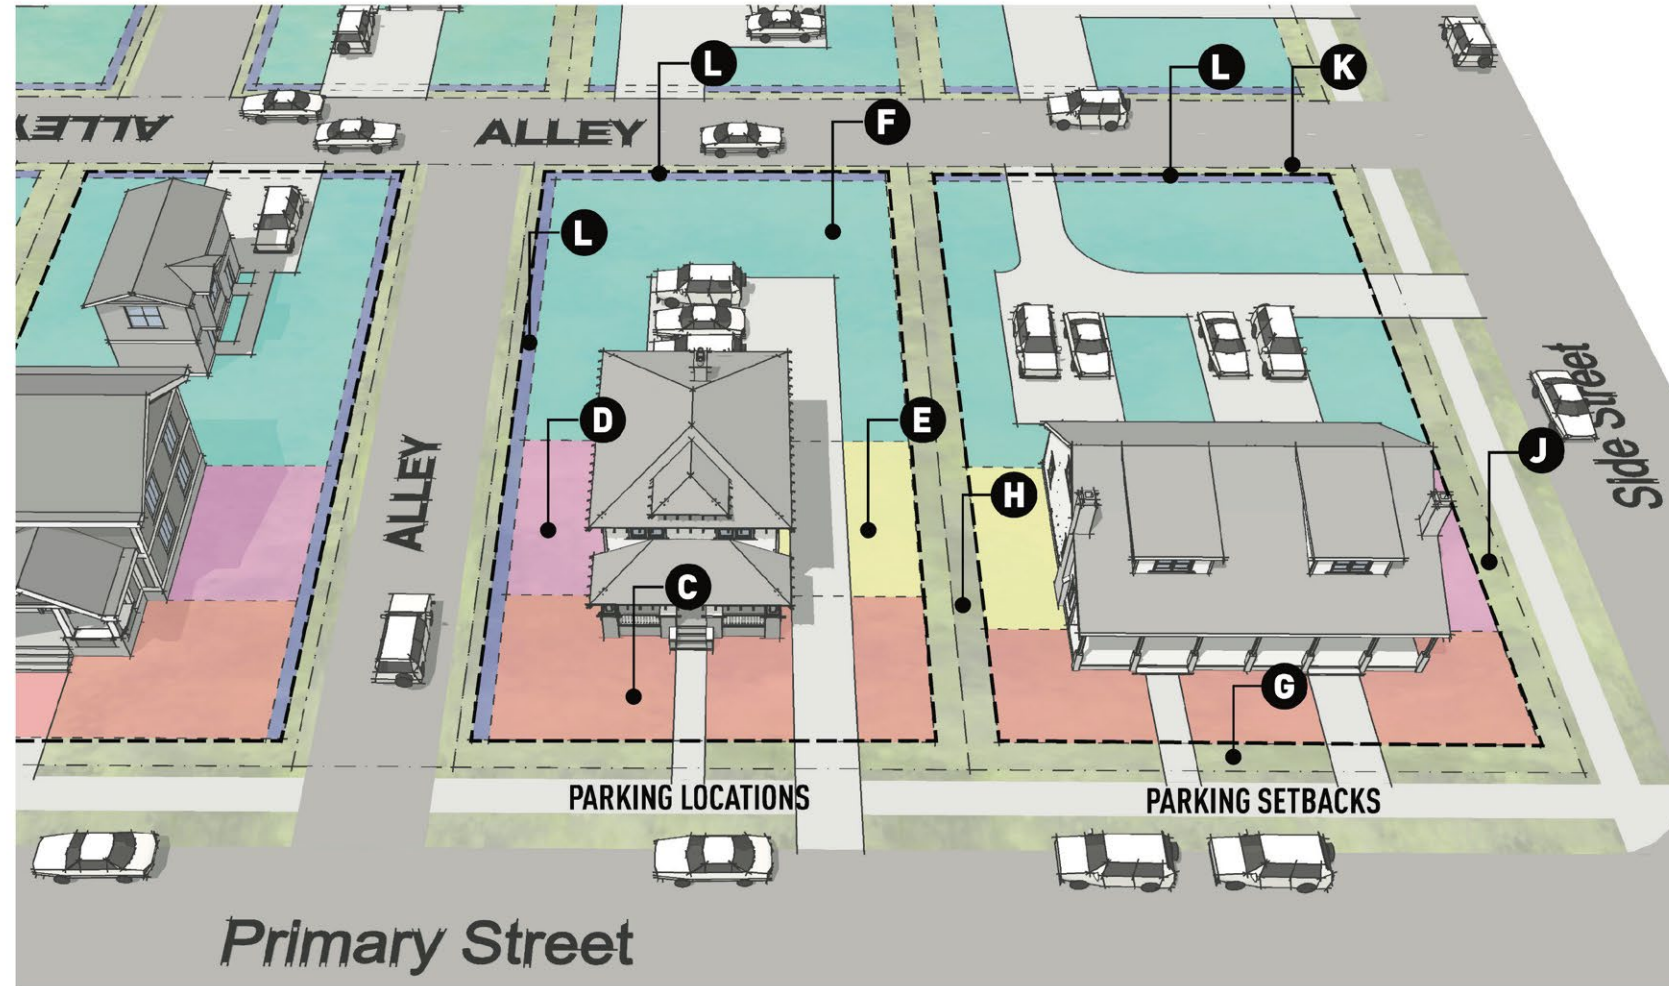 L
L
K
F
ALLEY
ALLEY
L
D
E
J
Side Street
ALLEY
H
C
G
PARKING LOCATIONS
PARKING SETBACKS
Primary Street